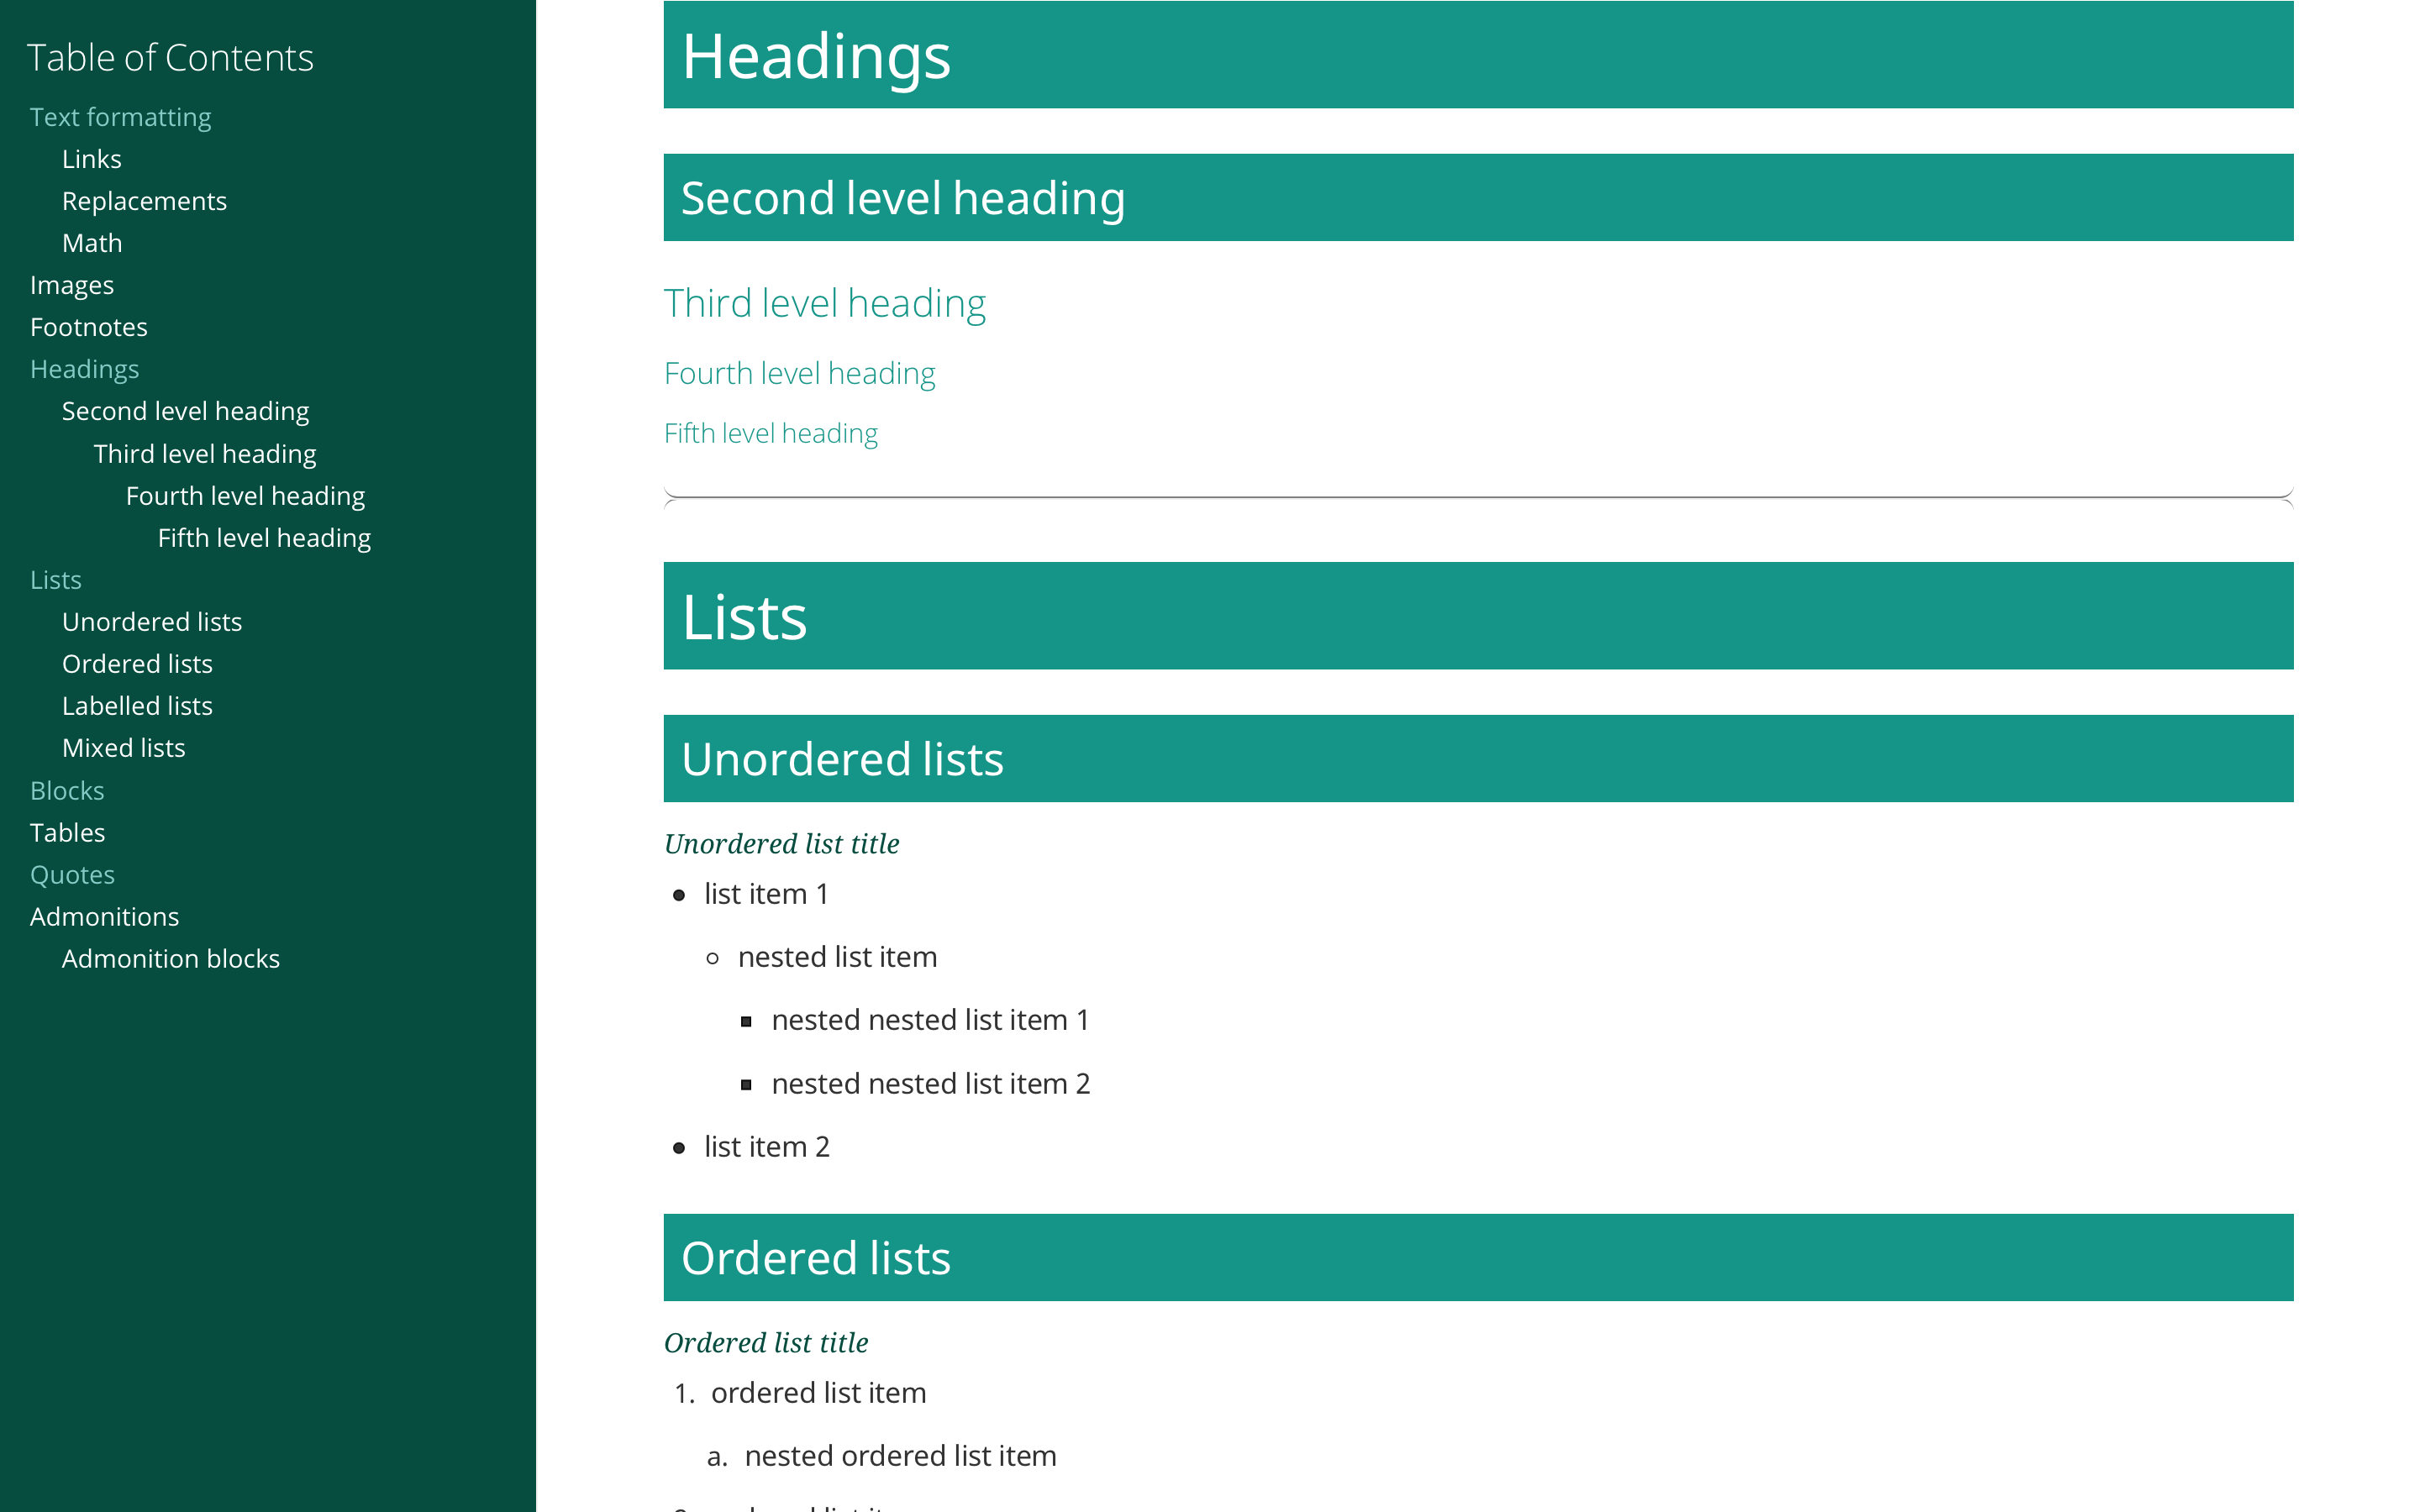 Table of Contents
Text formatting
Links
Replacements
Math
Images
Footnotes
Headings
Second level heading
Third level heading
Fourth level heading
Fifth level heading
Lists
Unordered lists
Ordered lists
Labelled lists
Mixed lists
Blocks
Tables
Quotes
Admonitions
Admonition blocks
Headings
Second level heading
Third level heading
Fourth level heading
Fifth level heading
Lists
Unordered lists
Unordered list title
list item 1
nested list item
nested nested list item 1
nested nested list item 2
list item 2
Ordered lists
Ordered list title
1. ordered list item
a. nested ordered list item